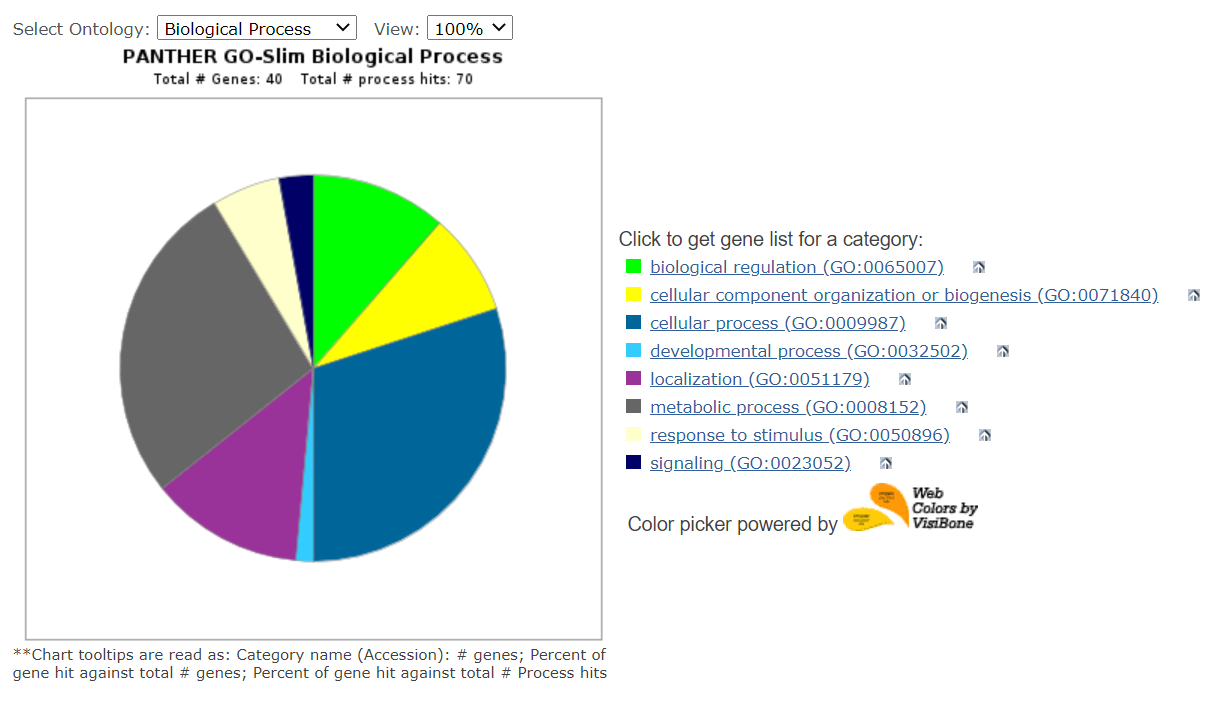 Select Ontology: Biological Process View: 100%
PANTHER GO-Slim Biological Process
Total # Genes: 40 Total # process hits: 70
Click to get gene list for a category:
biological regulation (GO:0065007)
cellular component organization or biogenesis (GO:0071840)
cellular process (GO:0009987)
developmental process (GO:0032502)
localization (GO:0051179)
metabolic process (GO:0008152)
response to stimulus (GO:0050896)
signaling (GO:0023052)
Color picker powered by
Web
Colors by
VisiBone
**Chart tooltips are read as: Category name (Accession): # genes; Percent of
gene hit against total # genes; Percent of gene hit against total # Process hits